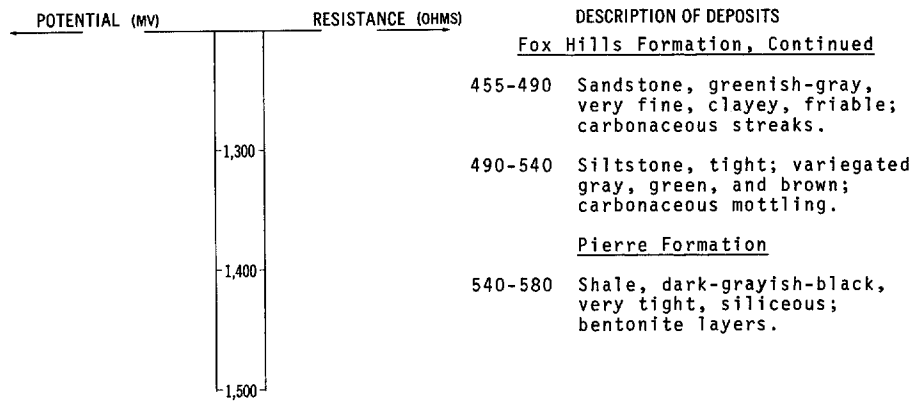 POTENTIAL (MV) RESISTANCE (OHMS) DESCRIPTION OF DEPOSITS
Fox Hills Formation, Continued
455-490 Sandstone, greenish-gray,
very fine, clayey, friable;
carbonaceous streaks.
1,300
490-540 Siltstone, tight; variegated
gray, green, and brown;
carbonaceous mottling.
Pierre Formation
1,400
540-580 Shale, dark-grayish-black,
very tight, siliceous;
bentonite layers.
1,500